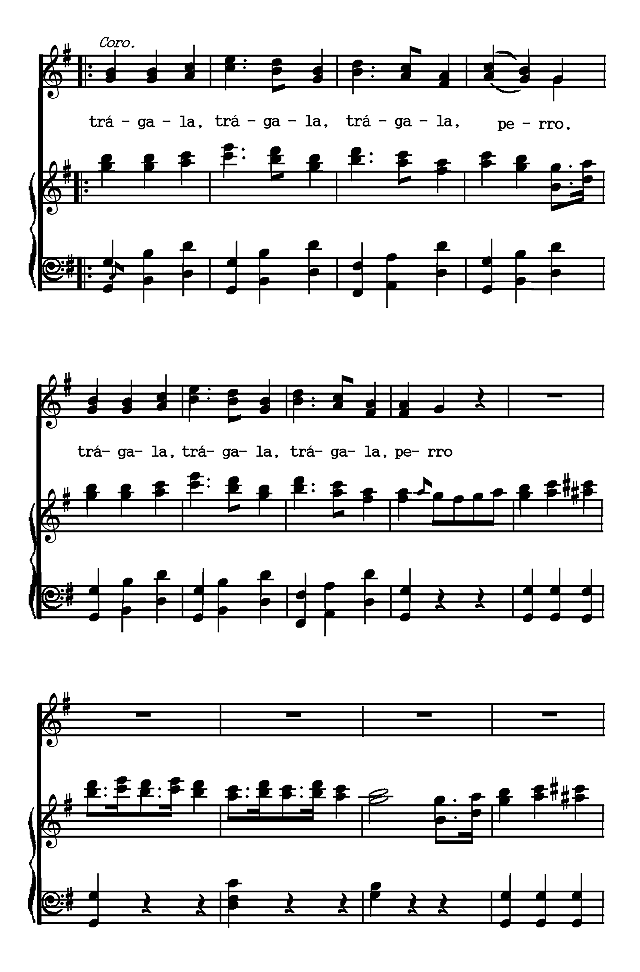 Coro.
trá - ga - la, trá - ga - la, trá - ga - la, pe - rro.
trá- ga- la, trá- ga- la, trá- ga- la, pe- rro